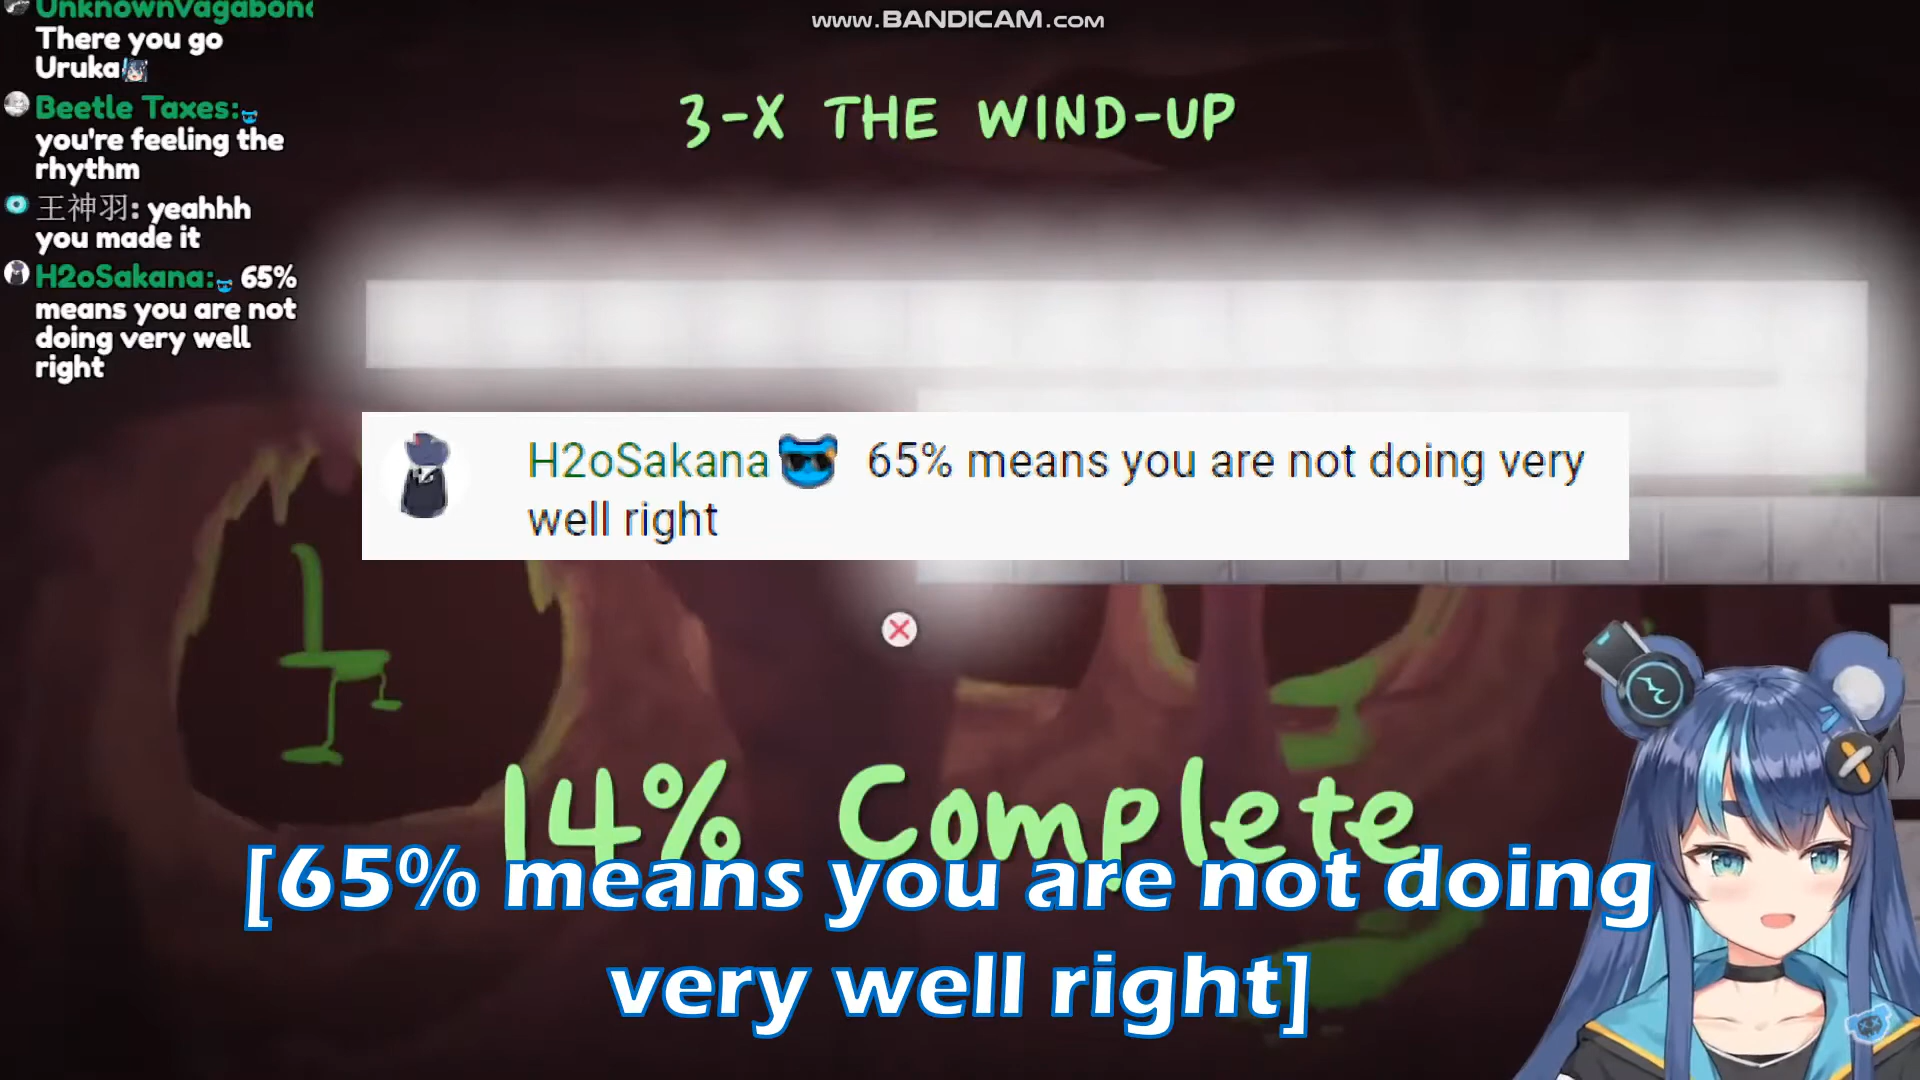 www.BANDICAM.com
UnknownVagabond
There you go
Uruka
Beetle Taxes:
you're feeling the
rhythm
王神羽: yeahhh
you made it
H2oSakana: 65%
means you are not
doing very well
right
3-X THE WIND-UP
H2oSakana 65% means you are not doing very
well right
14% Complete
[65% means you are not doing
very well right]